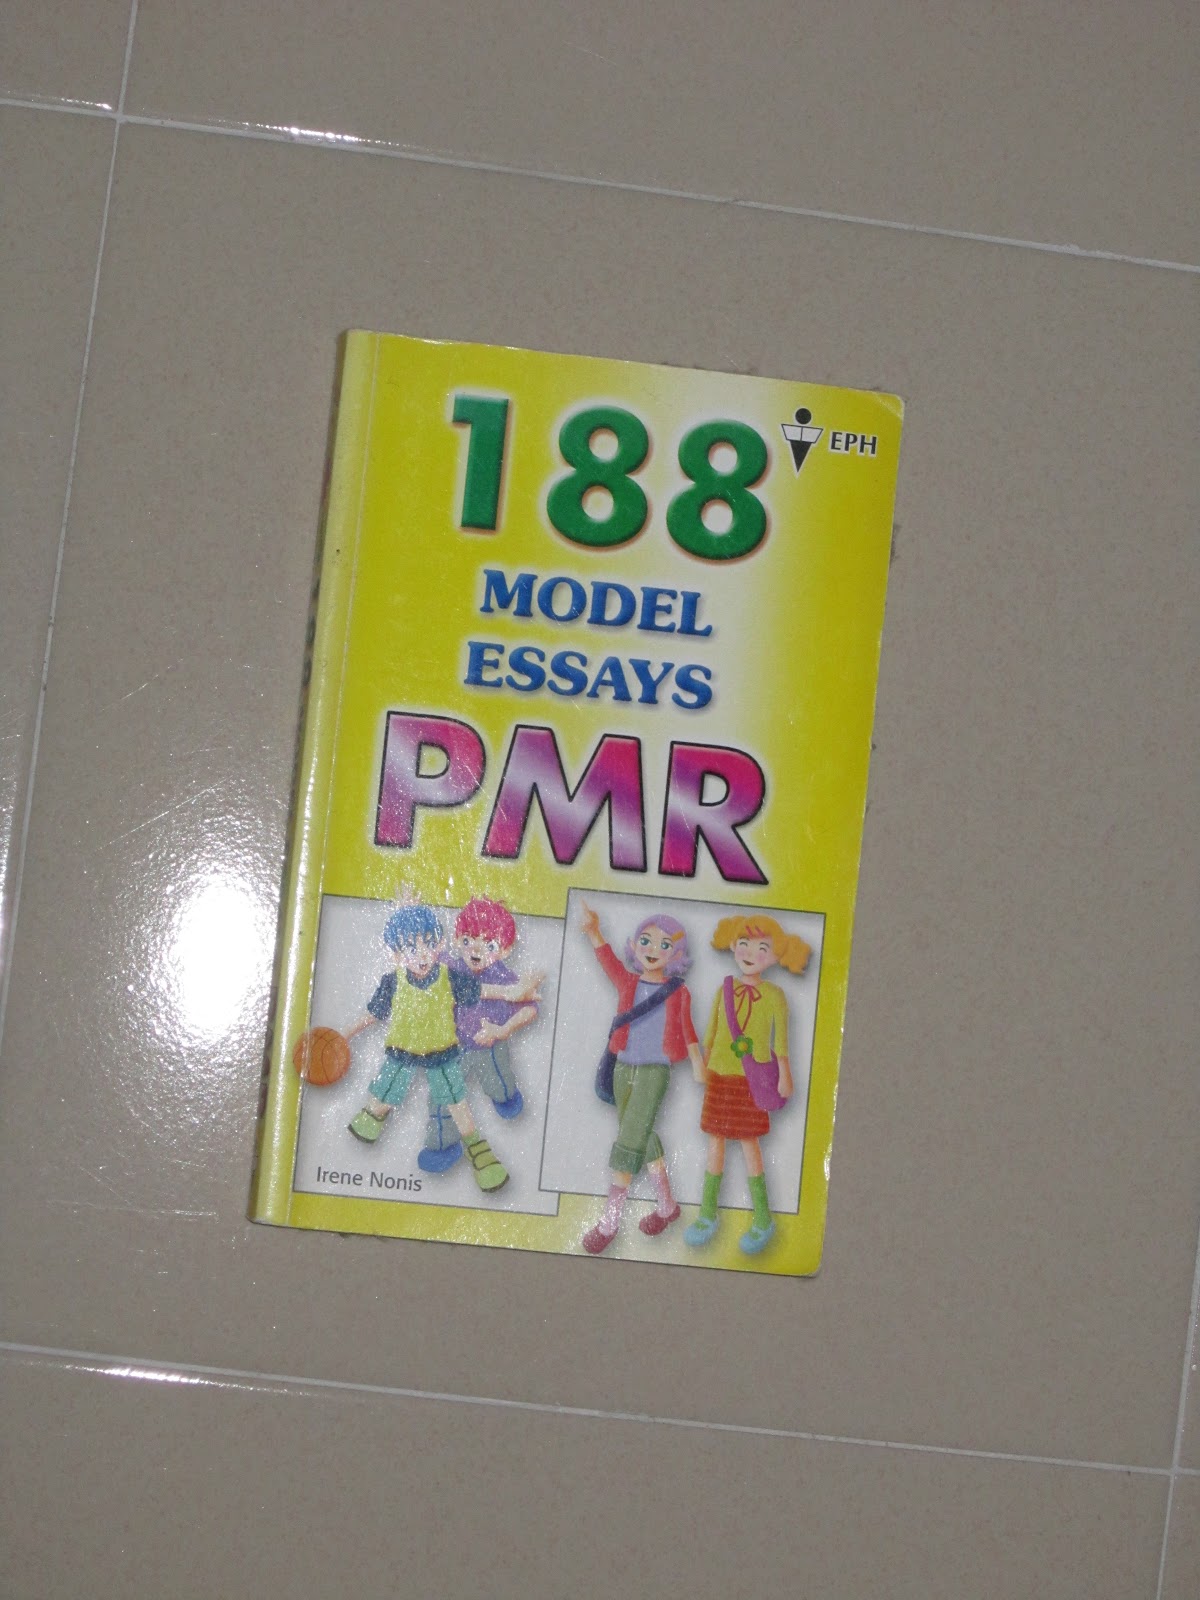 188
EPH
MODEL
ESSAYS
PMR
Irene Nonis